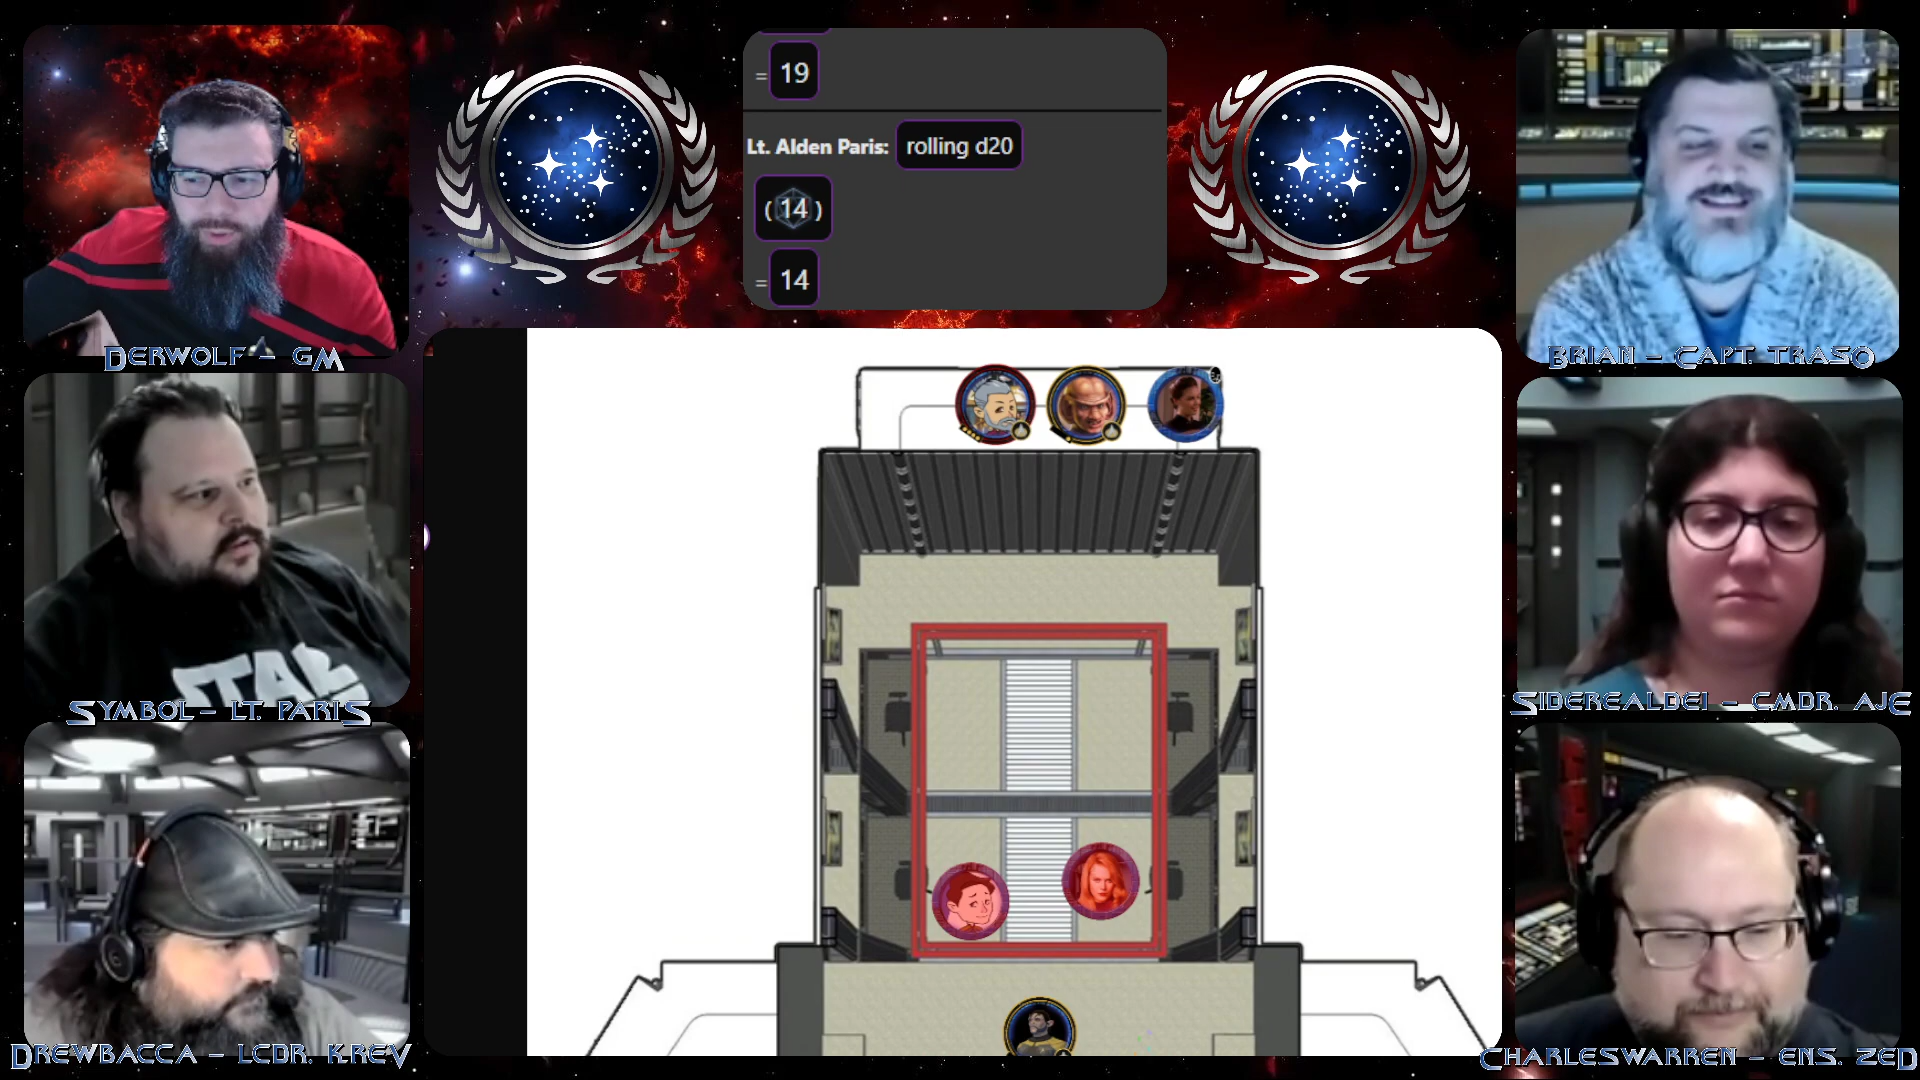 = 19
Lt. Alden Paris: rolling d20
(14)
= 14
DERWOLF - GM
BRIAN - CAPT. TRASO
STAR
SYMBOL - LT. PARIS
SIDEREALDEI - CMDR. AJE
DREWBACCA - LCDR. KREV
CHARLESWARREN - ENS. ZED